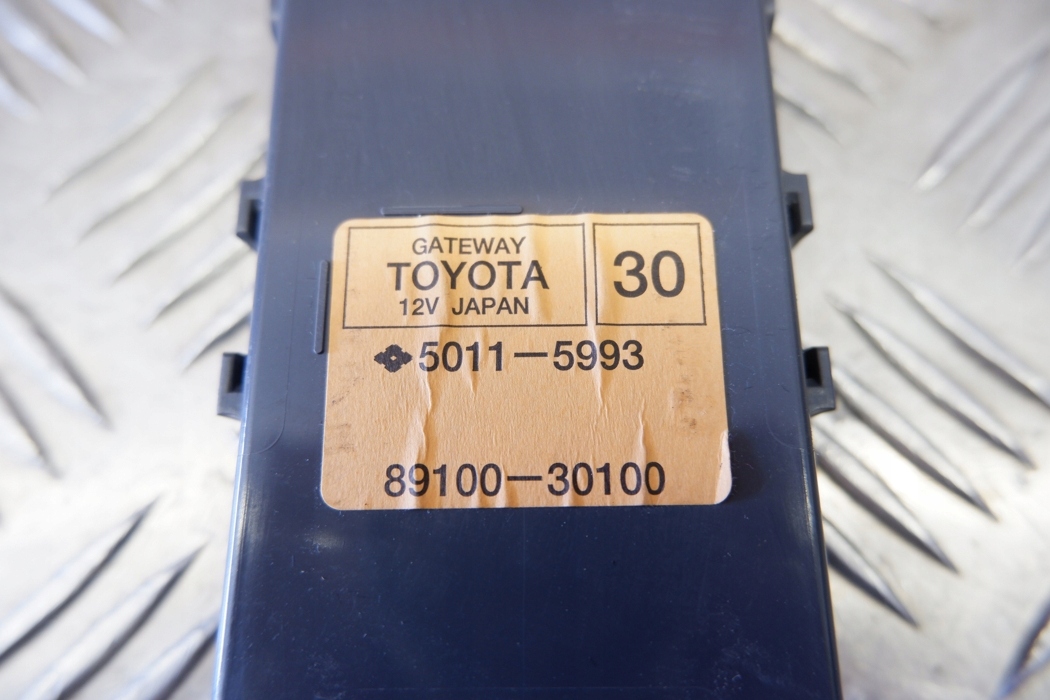 GATEWAY
TOYOTA
12V JAPAN
30
5011-5993
89100-30100